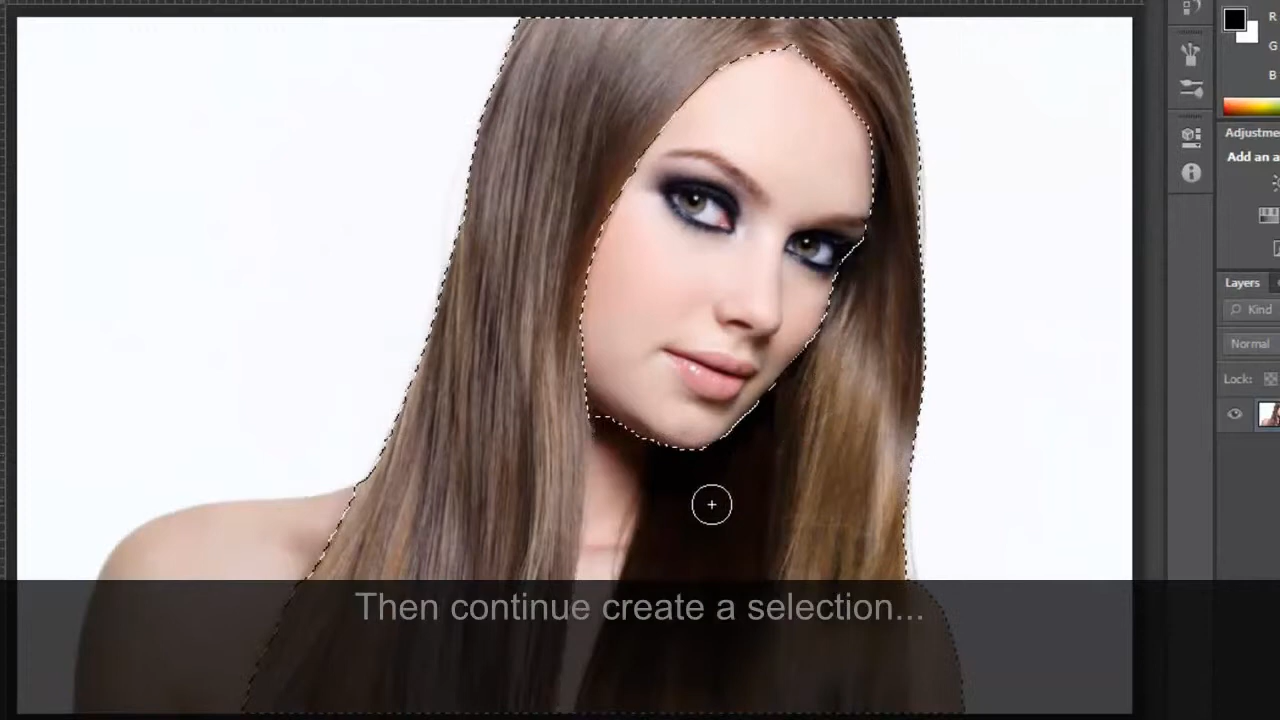 R
G
B
Adjustme
Add an a
Layers
Kind
Normal
Lock:
Then continue create a selection...